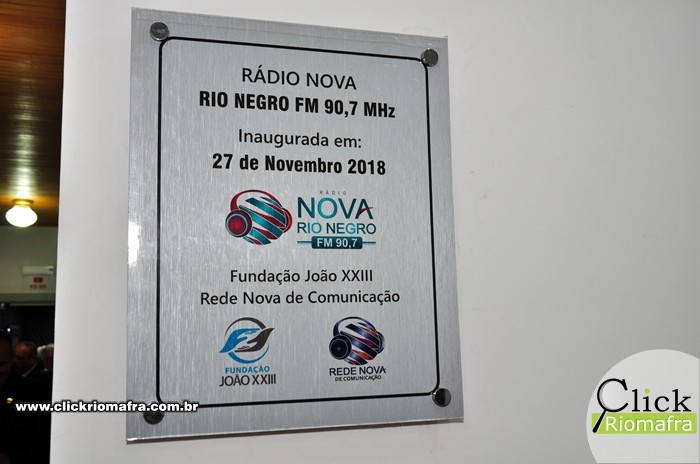 RÁDIO NOVA
RIO NEGRO FM 90,7 MHz
Inaugurada em:
27 de Novembro 2018
RÁDIO
NOVA
RIO NEGRO
FM 90,7
Fundação João XXIII
Rede Nova de Comunicação
FUNDAÇÃO
JOÃO XXIII
REDE NOVA
DE COMUNICAÇÃO
www.clickriomafra.com.br
Click
Riomafra